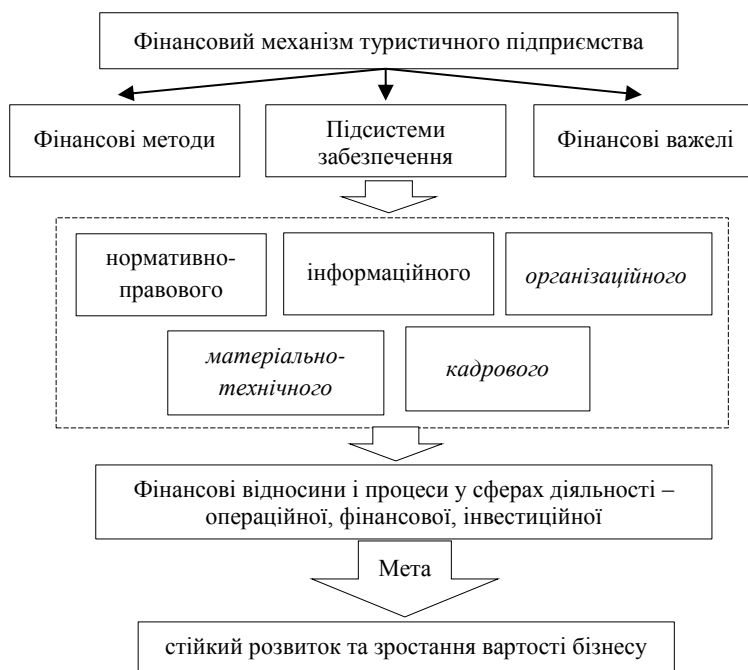 Фінансовий механізм туристичного підприємства
Фінансові методи
Підсистеми
забезпечення
Фінансові важелі
нормативно-
правового
інформаційного
організаційного
матеріально-
технічного
кадрового
Фінансові відносини і процеси у сферах діяльності –
операційної, фінансової, інвестиційної
Мета
стійкий розвиток та зростання вартості бізнесу